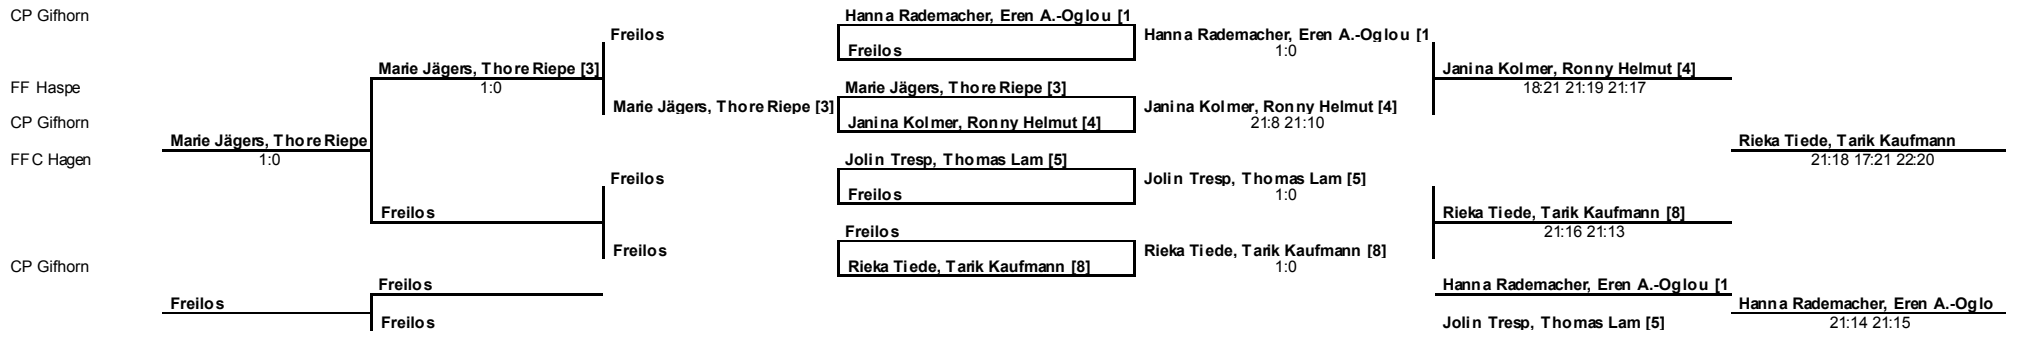 CP Gifhorn
Hanna Rademacher, Eren A.-Oglou [1
Freilos
Hanna Rademacher, Eren A.-Oglou [1
Freilos
1:0
Marie Jägers, Thore Riepe [3]
Janina Kolmer, Ronny Helmut [4]
FF Haspe
1:0
Marie Jägers, Thore Riepe [3]
18:21 21:19 21:17
Marie Jägers, Thore Riepe [3]
Janina Kolmer, Ronny Helmut [4]
CP Gifhorn
Janina Kolmer, Ronny Helmut [4]
21:8 21:10
Marie Jägers, Thore Riepe
Rieka Tiede, Tarik Kaufmann
FFC Hagen
1:0
Jolin Tresp, Thomas Lam [5]
21:18 17:21 22:20
Freilos
Jolin Tresp, Thomas Lam [5]
Freilos
1:0
Freilos
Rieka Tiede, Tarik Kaufmann [8]
Freilos
21:16 21:13
Freilos
Rieka Tiede, Tarik Kaufmann [8]
CP Gifhorn
Rieka Tiede, Tarik Kaufmann [8]
1:0
Freilos
Hanna Rademacher, Eren A.-Oglou [1
Freilos
Hanna Rademacher, Eren A.-Oglo
Freilos
Jolin Tresp, Thomas Lam [5]
21:14 21:15